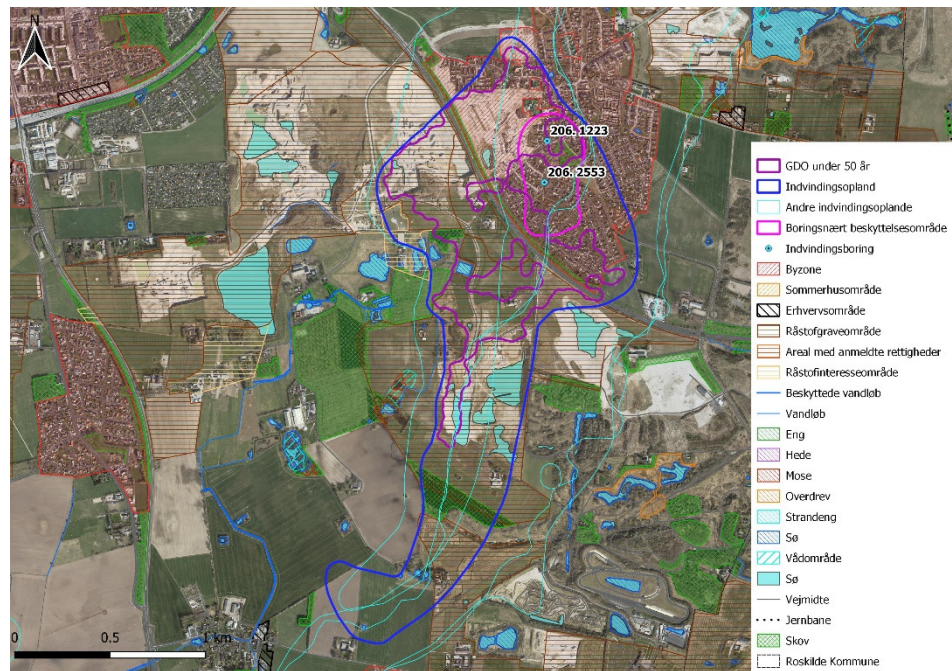 N
206. 1223
206. 2553
GDO under 50 år
Indvindingsopland
Andre indvindingsoplande
Boringsnært beskyttelsesområde
Indvindingsboring
Byzone
Sommerhusområde
Erhvervsområde
Råstofgraveområde
Areal med anmeldte rettigheder
Råstofinteresseområde
Beskyttede vandløb
Vandløb
Eng
Hede
Mose
Overdrev
Strandeng
Sø
Vådområde
Sø
Vejmidte
Jernbane
Skov
Roskilde Kommune
0 0.5 1 km